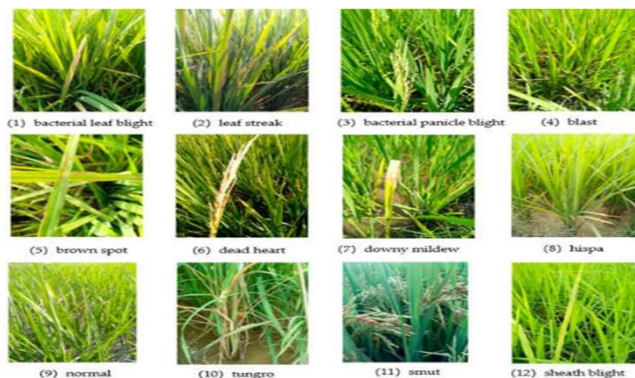 (1) bacterial leaf blight
(2) leaf streak
(3) bacterial panicle blight
(4) blast
(5) brown spot
(6) dead heart
(7) downy mildew
(8) hispa
(9) normal
(10) tungro
(11) smut
(12) sheath blight